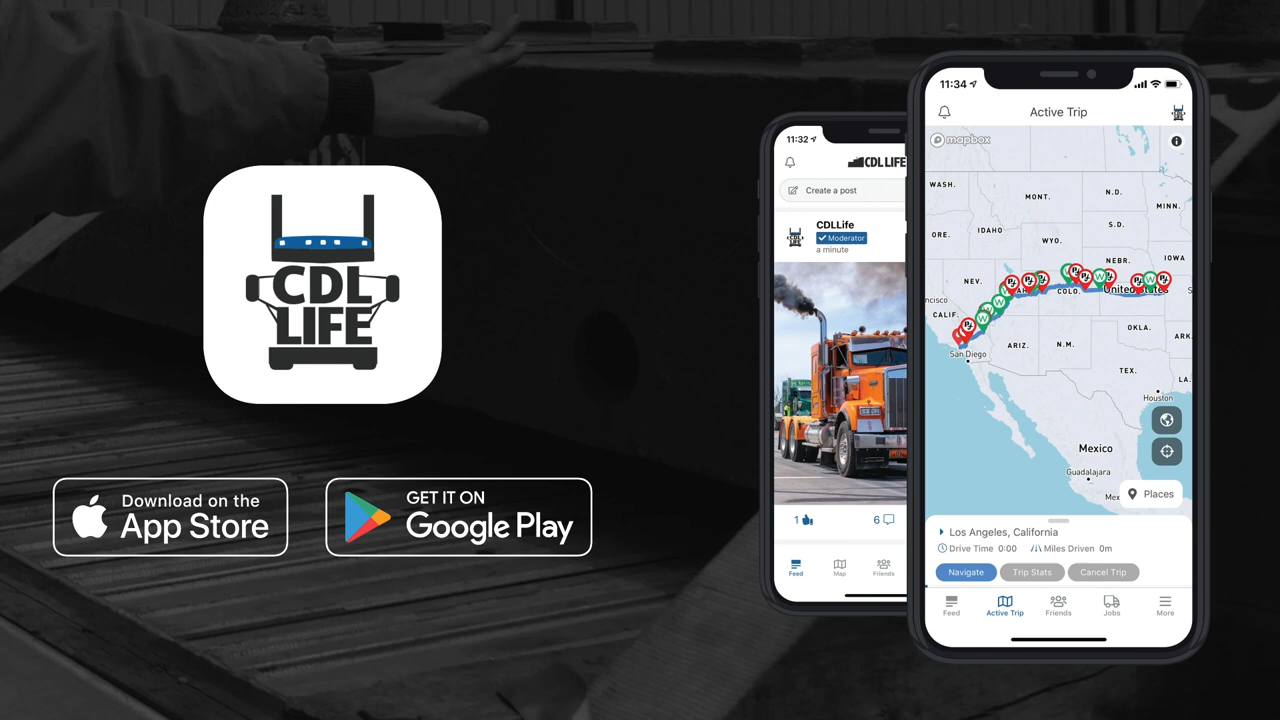 CDL
LIFE
Download on the
App Store
GET IT ON
Google Play
11:32
CDL LIFE
Create a post
CDL
LIFE
CDLLife
Moderator
a minute
1
6
Feed
Map
Friends
11:34
Active Trip
mapbox
WASH.
MONT.
N.D.
MINN.
ORE.
IDAHO
S.D.
WYO.
NEBR.
IOWA
NEV.
COLO.
United States
ncisco
CALIF.
OKLA.
ARK.
ARIZ.
N.M.
San Diego
TEX.
LA.
Houston
Mexico
Guadalajara
Mex
Places
Los Angeles, California
Drive Time 0:00
Miles Driven 0m
Navigate
Trip Stats
Cancel Trip
Feed
Active Trip
Friends
Jobs
More